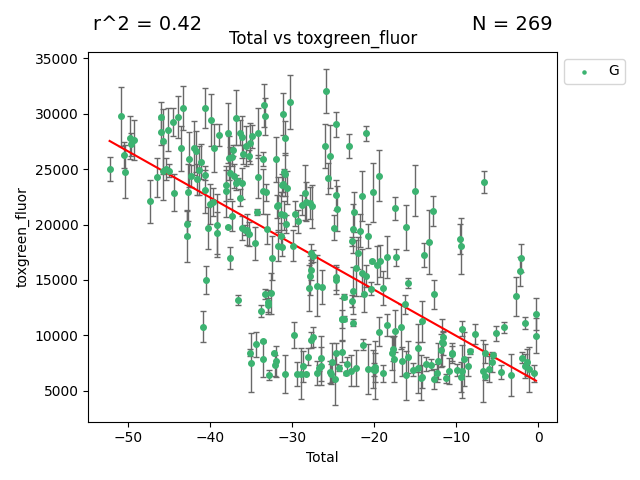 r^2 = 0.42 N = 269
Total vs toxgreen_fluor
35000
30000
25000
20000
15000
10000
5000
toxgreen_fluor
−50 −40 −30 −20 −10 0
Total
G